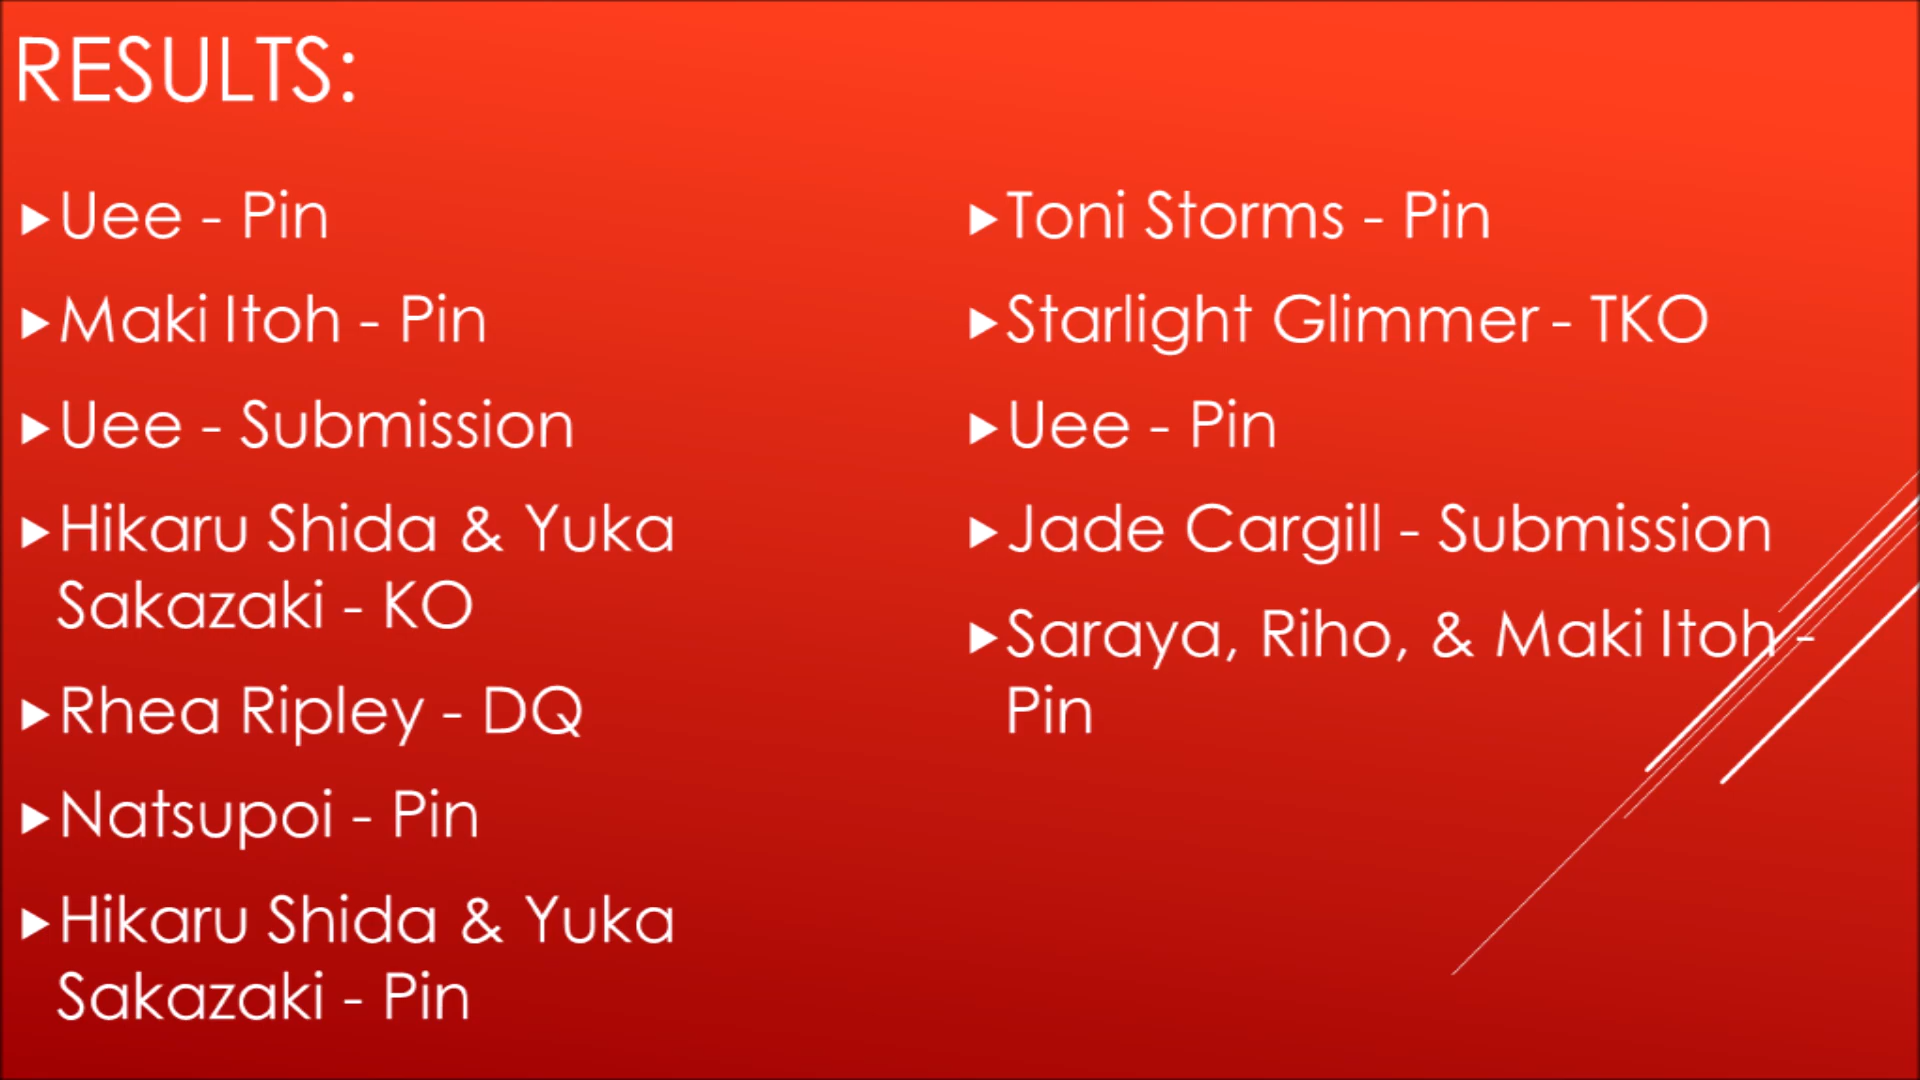 RESULTS:
Uee - Pin
Maki Itoh - Pin
Uee - Submission
Hikaru Shida & Yuka
Sakazaki - KO
Rhea Ripley - DQ
Natsupoi - Pin
Hikaru Shida & Yuka
Sakazaki - Pin
Toni Storms - Pin
Starlight Glimmer - TKO
Uee - Pin
Jade Cargill - Submission
Saraya, Riho, & Maki Itoh -
Pin